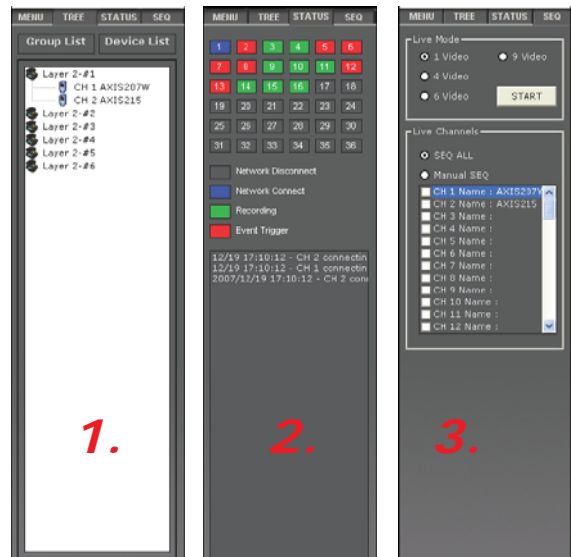 MENU TREE STATUS SEQ
Group List Device List
Layer 2-#1
CH 1 AXIS207W
CH 2 AXIS215
Layer 2-#2
Layer 2-#3
Layer 2-#4
Layer 2-#5
Layer 2-#6
1.
MENU TREE STATUS SEQ
1 2 3 4 5 6
7 8 9 10 11 12
13 14 15 16 17 18
19 20 21 22 23 24
25 26 27 28 29 30
31 32 33 34 35 36
Network Disconnect
Network Connect
Recording
Event Trigger
12/19 17:10:12 - CH 2 connectin
12/19 17:10:12 - CH 1 connectin
2007/12/19 17:10:12 - CH 2 con
2.
MENU TREE STATUS SEQ
Live Mode
1 Video 9 Video
4 Video
6 Video START
Live Channels
SEQ ALL
Manual SEQ
CH 1 Name : AXIS207W
CH 2 Name : AXIS215
CH 3 Name :
CH 4 Name :
CH 5 Name :
CH 6 Name :
CH 7 Name :
CH 8 Name :
CH 9 Name :
CH 10 Name :
CH 11 Name :
CH 12 Name :
3.